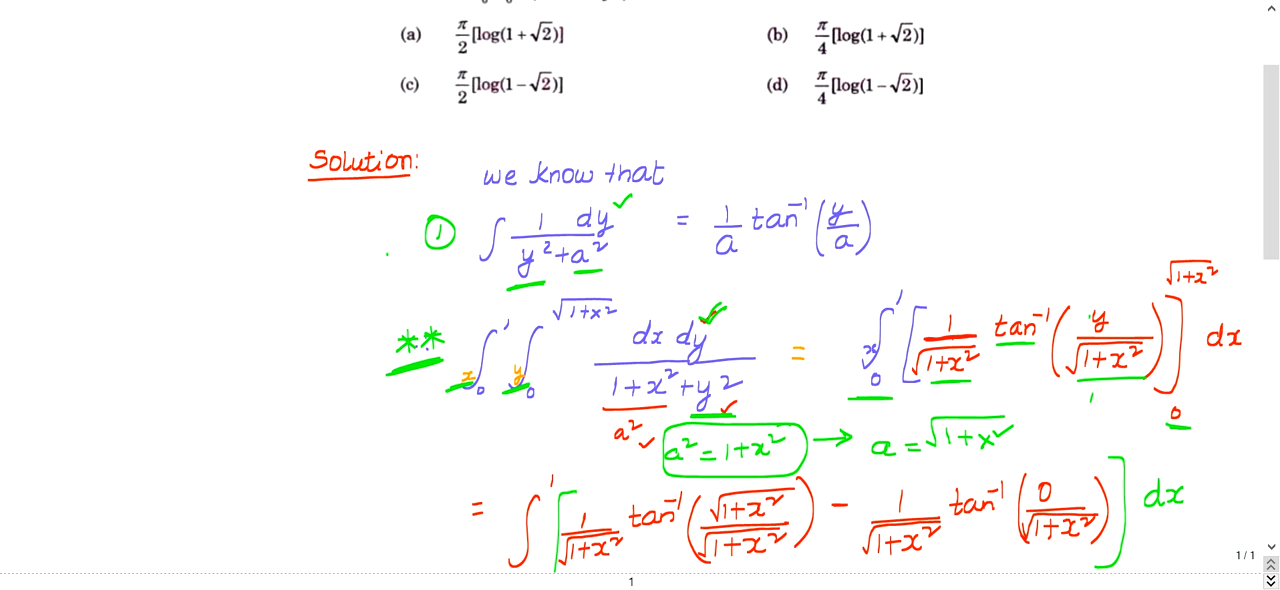 (a) π/2 [log(1 + √2)] (b) π/4 [log(1 + √2)]
(c) π/2 [log(1 − √2)] (d) π/4 [log(1 − √2)]
Solution:
we know that
① ∫ 1 dy / (y² + a²) = 1/a tan⁻¹(y/a)
** ∫₀¹ ∫₀^√(1+x²) dx dy / (1+x²+y²) = ∫₀¹ [1/√(1+x²) tan⁻¹(y/√(1+x²))]₀^√(1+x²) dx
x y a² x 1
a² = 1+x² → a = √(1+x²)
= ∫¹ [1/√(1+x²) tan⁻¹(√(1+x²)/√(1+x²)) − 1/√(1+x²) tan⁻¹(0/√(1+x²))] dx
1 / 1
1